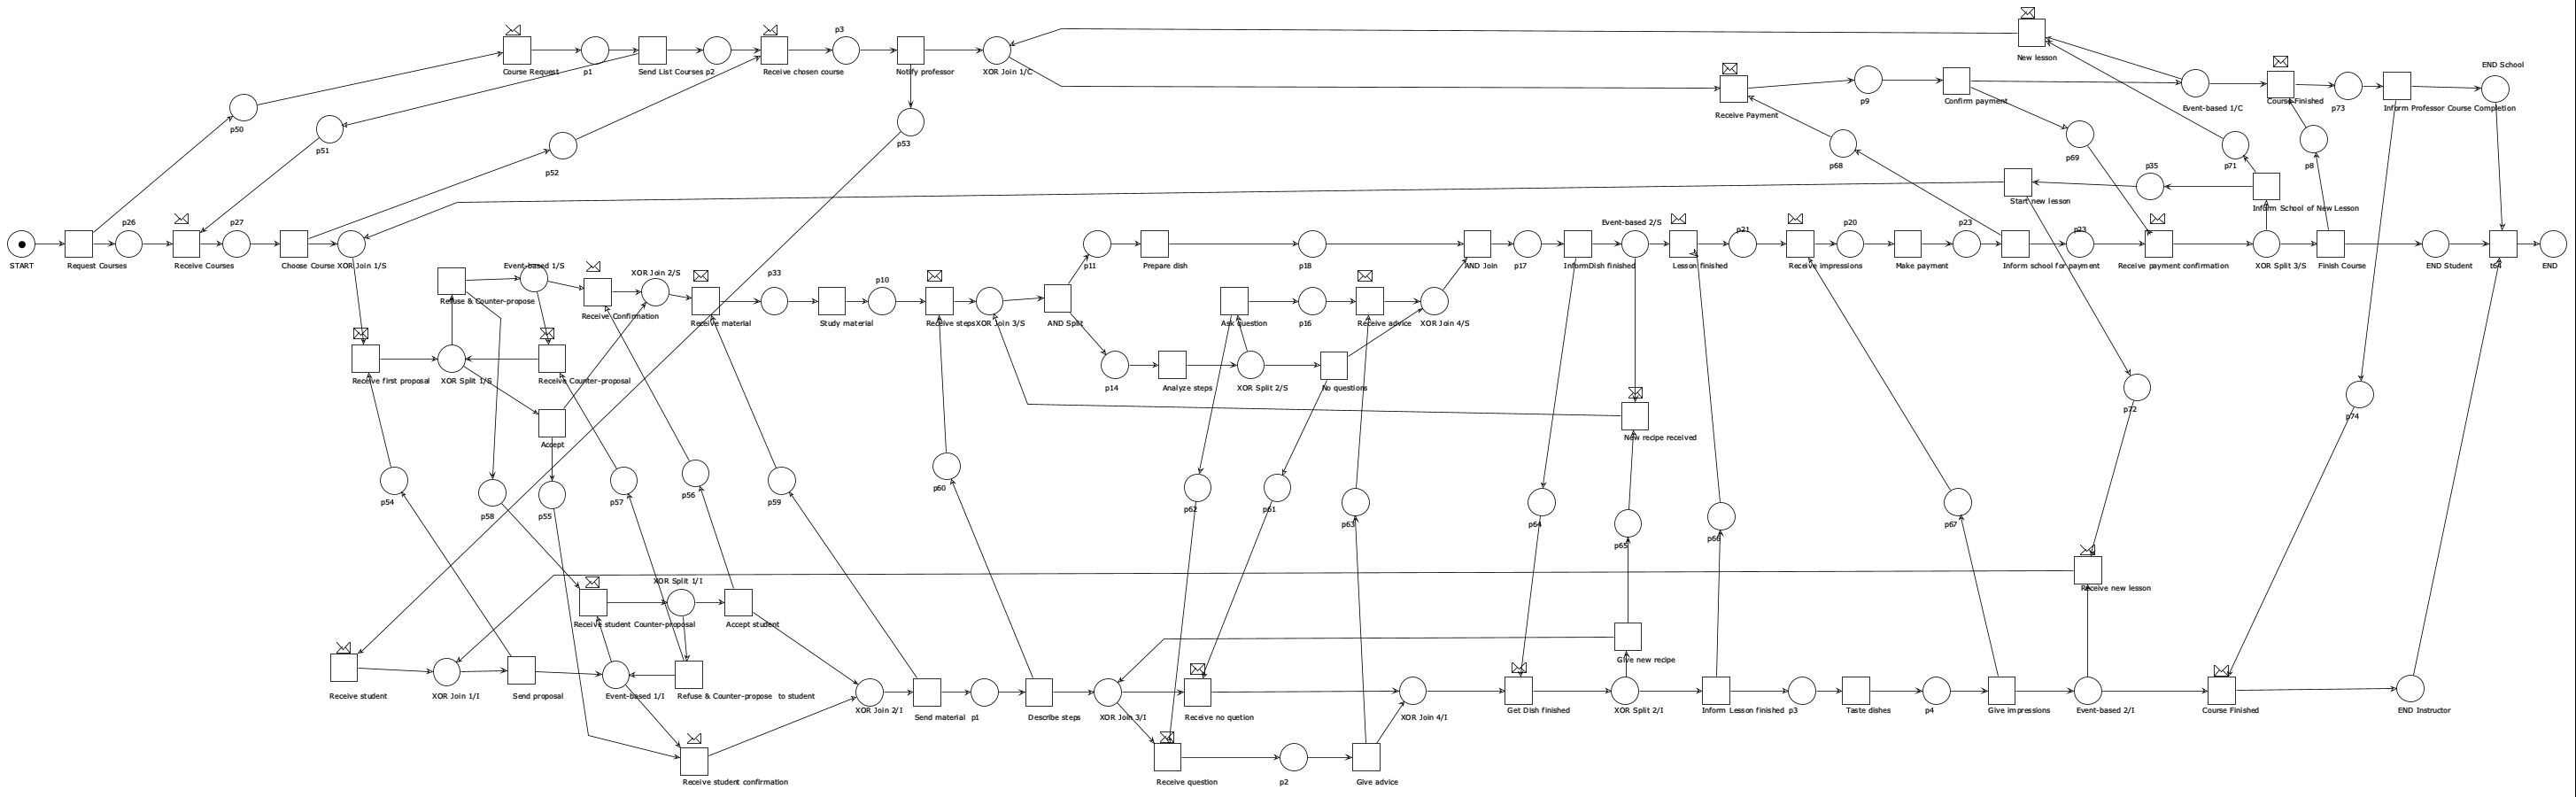 p3
END School
Course Request
p1
Send List Courses
p2
Receive chosen course
Notify professor
XOR Join 1/C
New lesson
p9
Confirm payment
Event-based 1/C
Course Finished
p73
Inform Professor Course Completion
Receive Payment
p50
p51
p52
p53
p68
p69
p71
p8
p35
Start new lesson
Inform School of New Lesson
START
Request Courses
p26
Receive Courses
p27
Choose Course
XOR Join 1/S
p11
Prepare dish
p18
AND Join
p17
InformDish finished
Event-based 2/S
Lesson finished
p21
Receive impressions
p20
Make payment
p23
Inform school for payment
p23
Receive payment confirmation
XOR Split 3/S
Finish Course
END Student
t64
END
Refuse & Counter-propose
Event-based 1/S
Receive Confirmation
XOR Join 2/S
Receive material
p33
Study material
p10
Receive steps
XOR Join 3/S
AND Split
Ask question
p16
Receive advice
XOR Join 4/S
Receive first proposal
XOR Split 1/S
Receive Counter-proposal
p14
Analyze steps
XOR Split 2/S
No questions
Accept
New recipe received
p72
p74
p54
p58
p55
p57
p56
p59
p60
p62
p61
p63
p64
p65
p66
p67
XOR Split 1/I
Receive student Counter-proposal
Accept student
Receive new lesson
Give new recipe
Receive student
XOR Join 1/I
Send proposal
Event-based 1/I
Refuse & Counter-propose  to student
XOR Join 2/I
Send material
p1
Describe steps
XOR Join 3/I
Receive no quetion
XOR Join 4/I
Get Dish finished
XOR Split 2/I
Inform Lesson finished
p3
Taste dishes
p4
Give impressions
Event-based 2/I
Course Finished
END Instructor
Receive student confirmation
Receive question
p2
Give advice